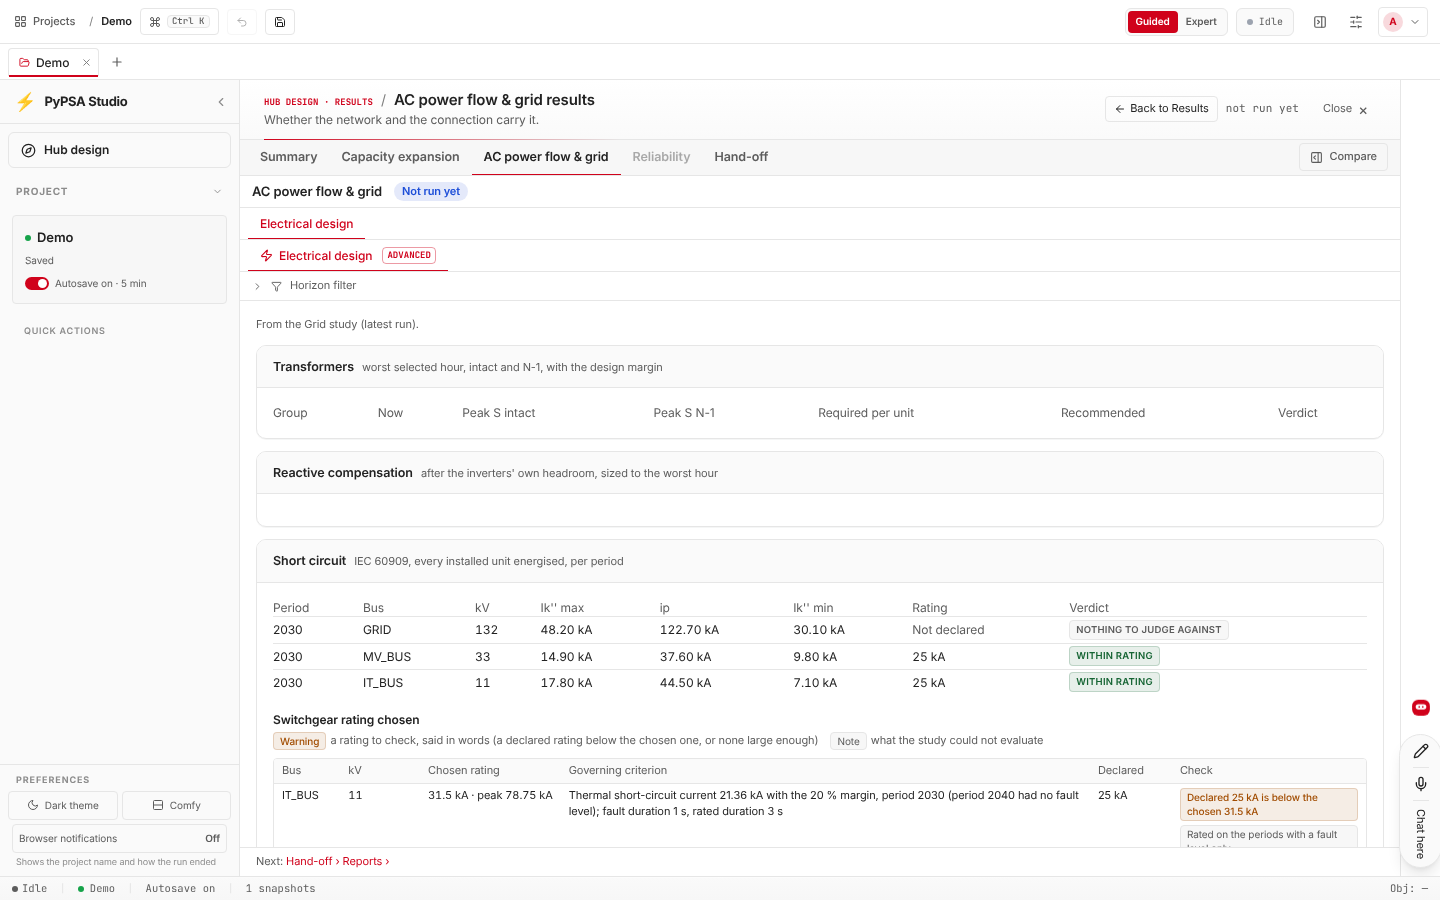 Projects / Demo Ctrl K Guided Expert Idle A
Demo
PyPSA Studio
Hub design
PROJECT
Demo
Saved
Autosave on · 5 min
QUICK ACTIONS
PREFERENCES
Dark theme Comfy
Browser notifications Off
Shows the project name and how the run ended
HUB DESIGN · RESULTS / AC power flow & grid results
Whether the network and the connection carry it.
Back to Results not run yet Close
Summary Capacity expansion AC power flow & grid Reliability Hand-off Compare
AC power flow & grid Not run yet
Electrical design
Electrical design ADVANCED
Horizon filter
From the Grid study (latest run).
Transformers worst selected hour, intact and N-1, with the design margin
Group Now Peak S intact Peak S N-1 Required per unit Recommended Verdict
Reactive compensation after the inverters' own headroom, sized to the worst hour
Short circuit IEC 60909, every installed unit energised, per period
Period Bus kV Ik'' max ip Ik'' min Rating Verdict
2030 GRID 132 48.20 kA 122.70 kA 30.10 kA Not declared NOTHING TO JUDGE AGAINST
2030 MV_BUS 33 14.90 kA 37.60 kA 9.80 kA 25 kA WITHIN RATING
2030 IT_BUS 11 17.80 kA 44.50 kA 7.10 kA 25 kA WITHIN RATING
Switchgear rating chosen
Warning a rating to check, said in words (a declared rating below the chosen one, or none large enough) Note what the study could not evaluate
Bus kV Chosen rating Governing criterion Declared Check
IT_BUS 11 31.5 kA · peak 78.75 kA Thermal short-circuit current 21.36 kA with the 20 % margin, period 2030 (period 2040 had no fault level); fault duration 1 s, rated duration 3 s 25 kA Declared 25 kA is below the chosen 31.5 kA
Rated on the periods with a fault
level only
Next: Hand-off › Reports ›
Chat here
Idle Demo Autosave on 1 snapshots Obj: —